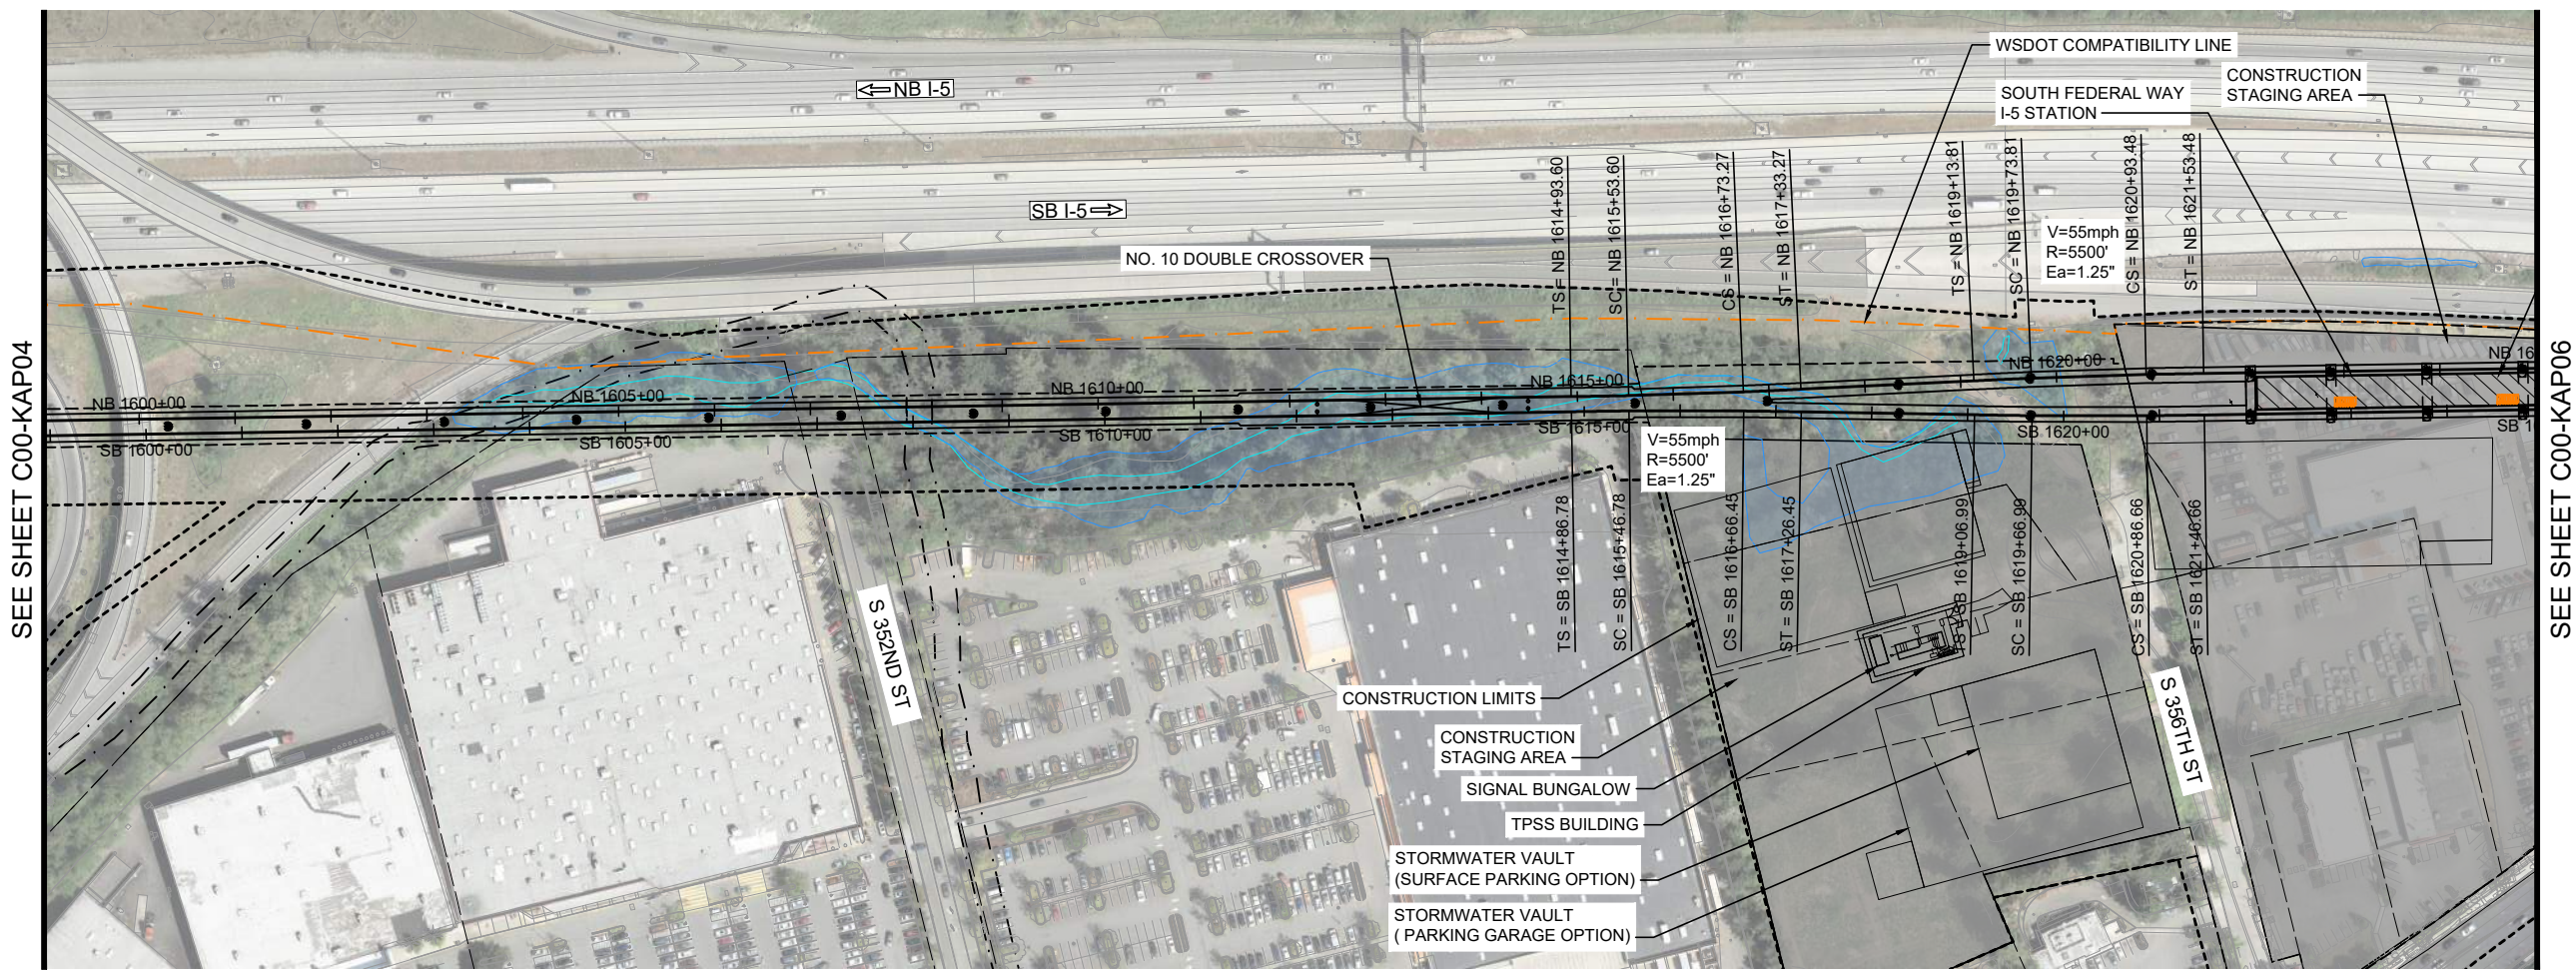 SEE SHEET C00-KAP04
SEE SHEET C00-KAP06
NB I-5
SB I-5
WSDOT COMPATIBILITY LINE
CONSTRUCTION
STAGING AREA
SOUTH FEDERAL WAY
I-5 STATION
NO. 10 DOUBLE CROSSOVER
TS = NB 1614+93.60
SC = NB 1615+53.60
CS = NB 1616+73.27
ST = NB 1617+33.27
TS = NB 1619+13.81
SC = NB 1619+73.81
CS = NB 1620+93.48
ST = NB 1621+53.48
V=55mph
R=5500'
Ea=1.25"
NB 1600+00
NB 1605+00
NB 1610+00
NB 1615+00
NB 1620+00
NB 16
SB 1600+00
SB 1605+00
SB 1610+00
SB 1615+00
SB 1620+00
SB 1
V=55mph
R=5500'
Ea=1.25"
TS = SB 1614+86.78
SC = SB 1615+46.78
CS = SB 1616+66.45
ST = SB 1617+26.45
TS = SB 1619+06.99
SC = SB 1619+66.99
CS = SB 1620+86.66
ST = SB 1621+46.66
S 352ND ST
S 356TH ST
CONSTRUCTION LIMITS
CONSTRUCTION
STAGING AREA
SIGNAL BUNGALOW
TPSS BUILDING
STORMWATER VAULT
(SURFACE PARKING OPTION)
STORMWATER VAULT
( PARKING GARAGE OPTION)